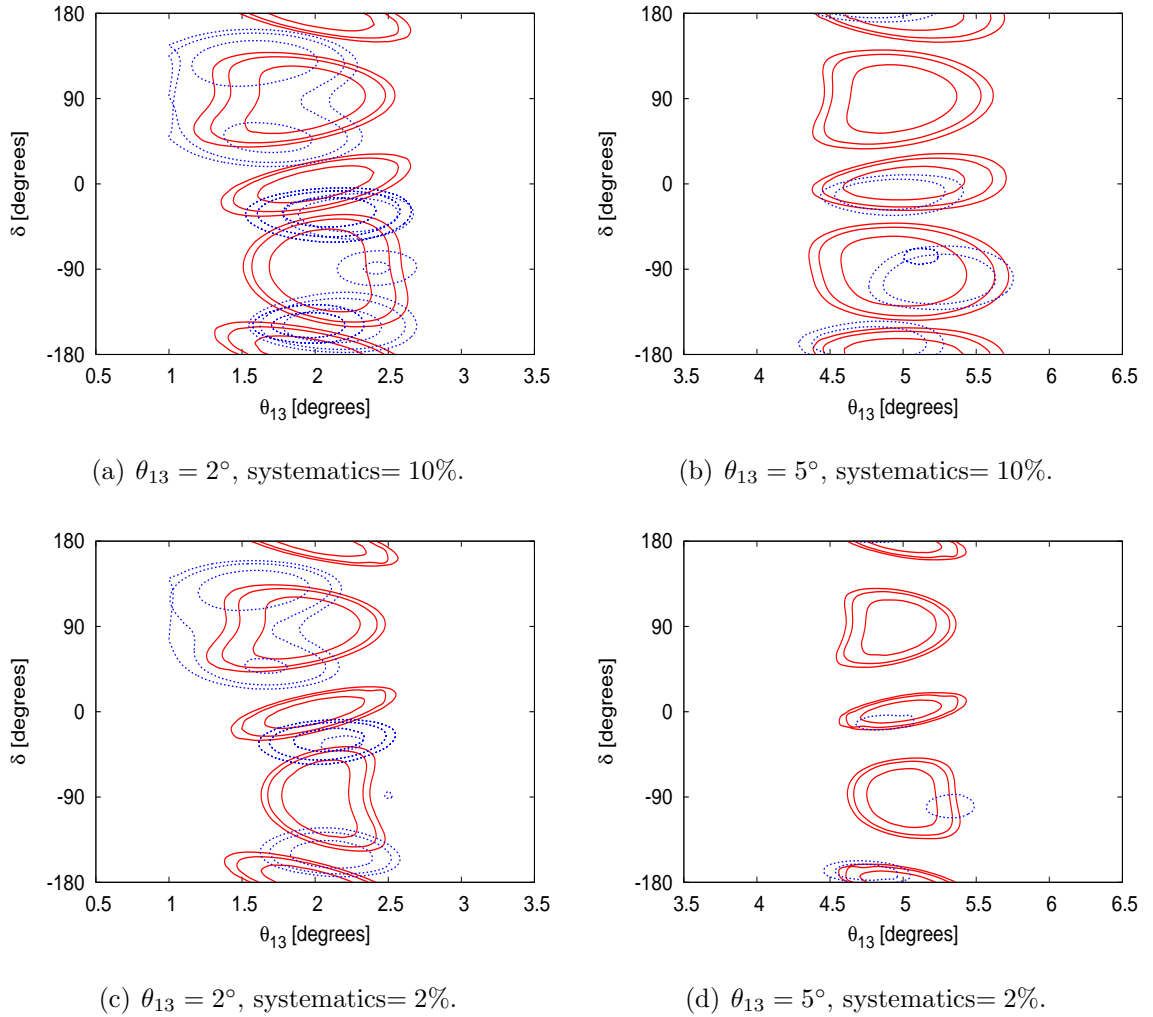 180
90
0
-90
-180
δ [degrees]
0.5 1 1.5 2 2.5 3 3.5
θ13 [degrees]
(a) θ13 = 2°, systematics= 10%.
180
90
0
-90
-180
δ [degrees]
3.5 4 4.5 5 5.5 6 6.5
θ13 [degrees]
(b) θ13 = 5°, systematics= 10%.
180
90
0
-90
-180
δ [degrees]
0.5 1 1.5 2 2.5 3 3.5
θ13 [degrees]
(c) θ13 = 2°, systematics= 2%.
180
90
0
-90
-180
δ [degrees]
3.5 4 4.5 5 5.5 6 6.5
θ13 [degrees]
(d) θ13 = 5°, systematics= 2%.